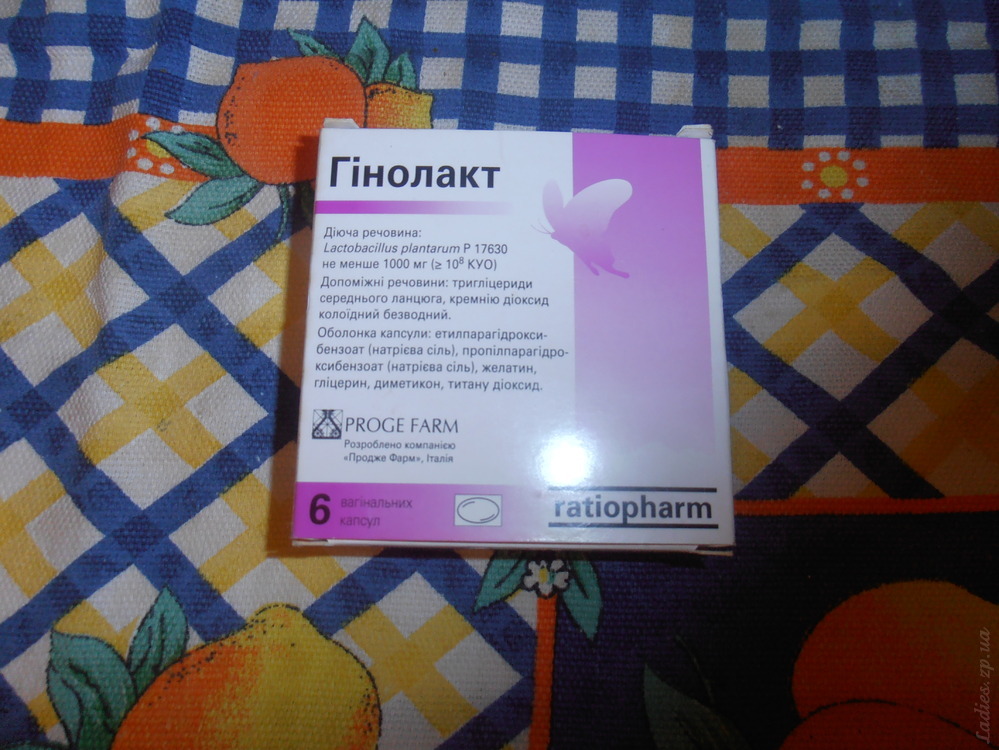 Гінолакт
Діюча речовина:
Lactobacillus plantarum P 17630
не менше 1000 мг (≥ 10⁸ КУО)
Допоміжні речовини: тригліцериди
середнього ланцюга, кремнію діоксид
колоїдний безводний.
Оболонка капсули: етилпарагідрокси-
бензоат (натрієва сіль), пропілпарагідро-
ксибензоат (натрієва сіль), желатин,
гліцерин, диметикон, титану діоксид.
PROGE FARM
Розроблено компанією
«Продже Фарм», Італія
6 вагінальних
капсул
ratiopharm
Ladies.zp.ua